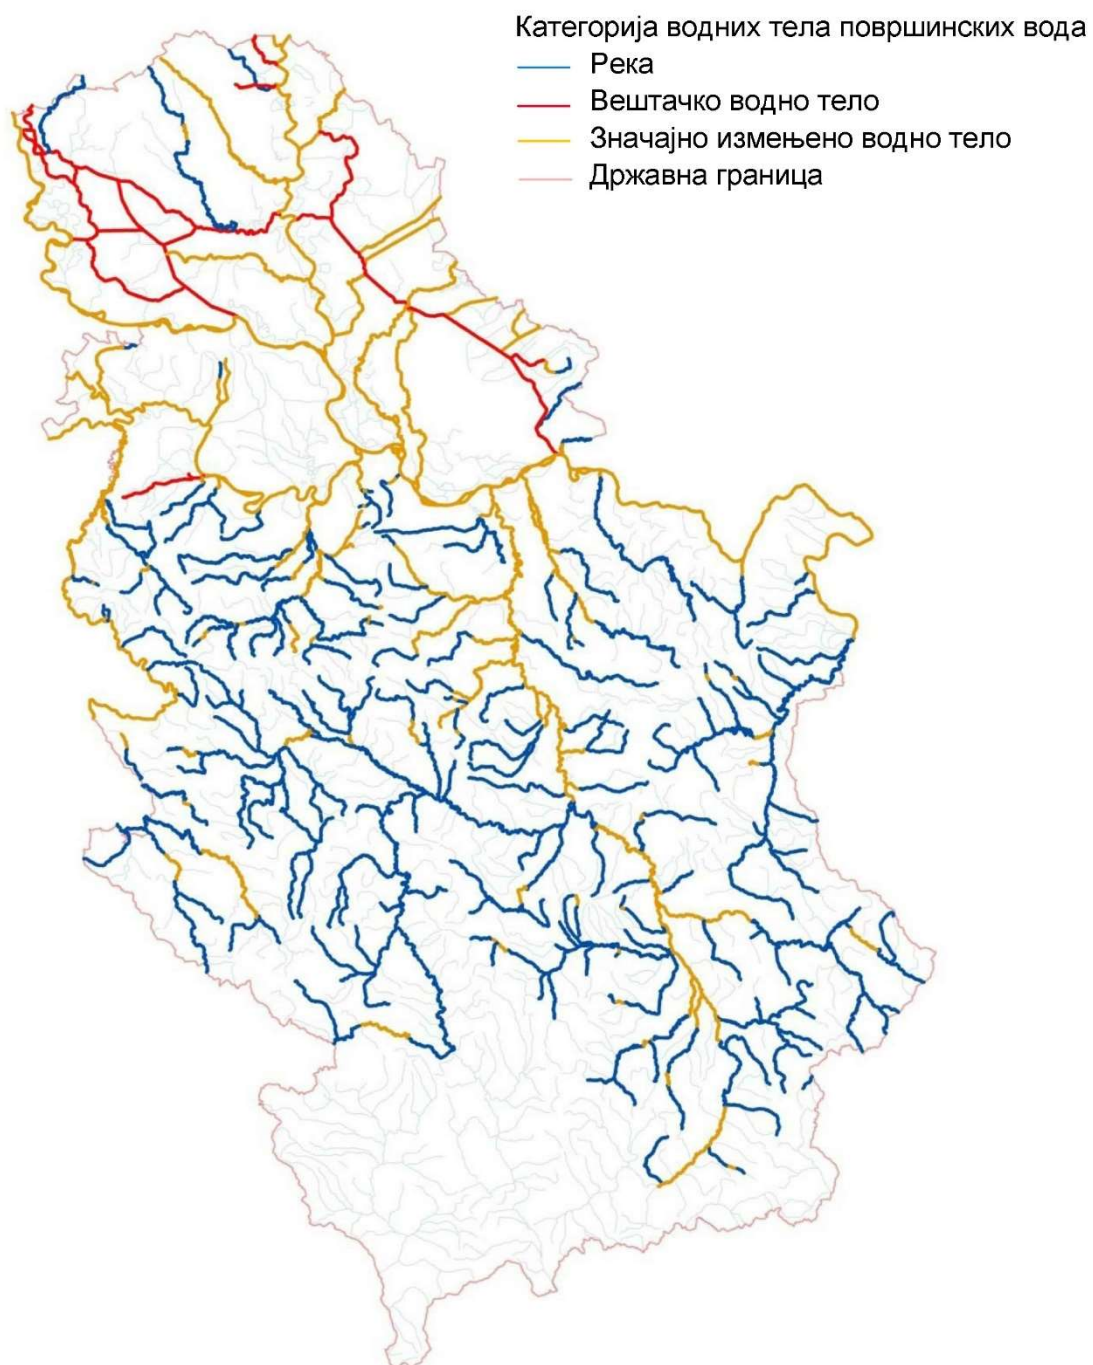 Категорија водних тела површинских вода
Река
Вештачко водно тело
Значајно измењено водно тело
Државна граница